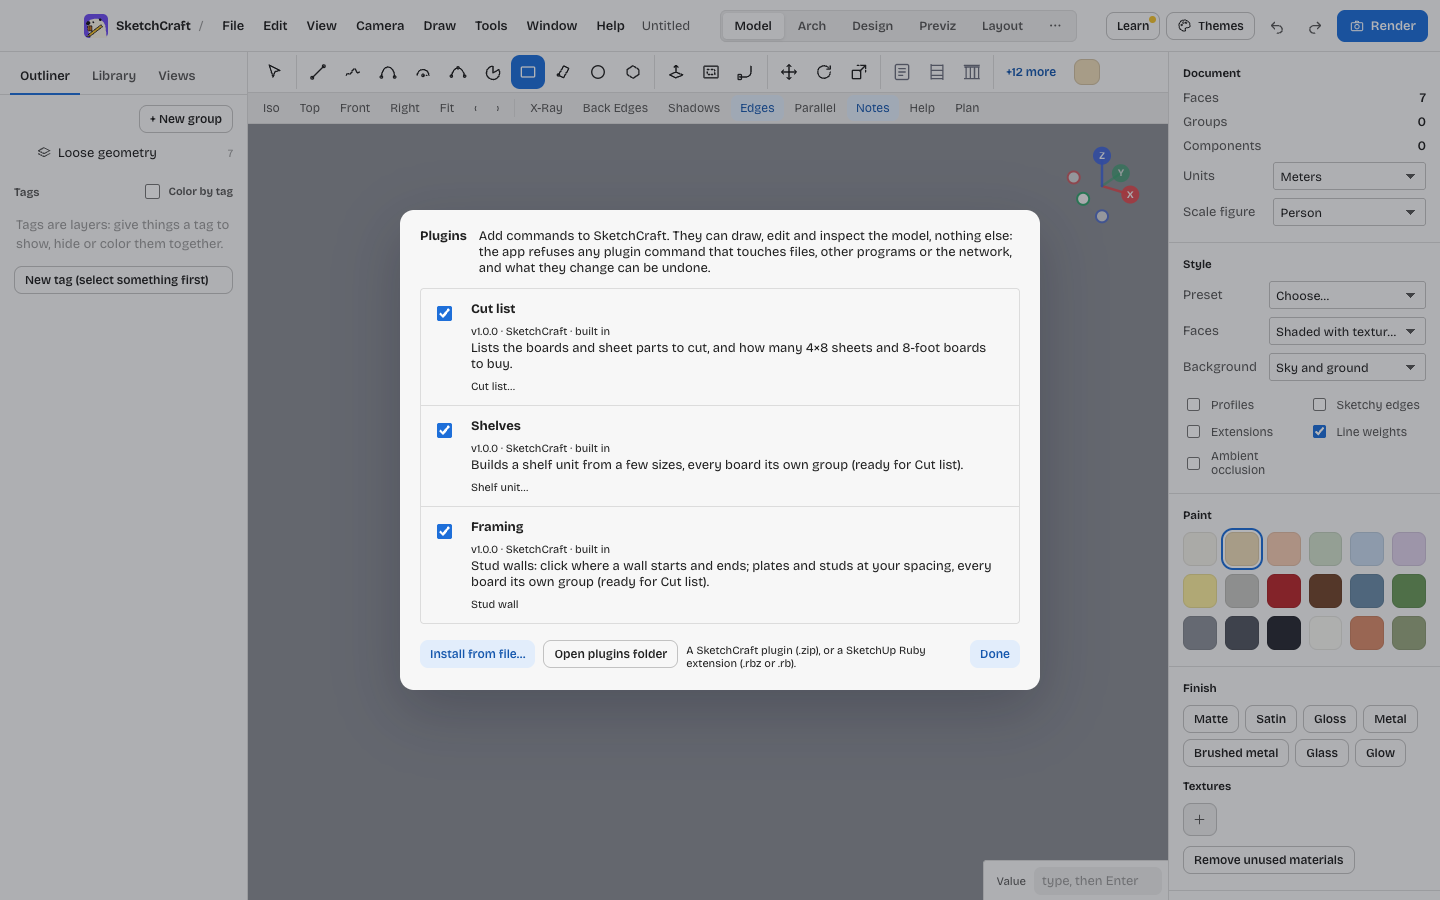 SketchCraft / File Edit View Camera Draw Tools Window Help Untitled Model Arch Design Previz Layout ··· Learn Themes Render
Outliner Library Views
+ New group
Loose geometry 7
Tags Color by tag
Tags are layers: give things a tag to
show, hide or color them together.
New tag (select something first)
+12 more
Iso Top Front Right Fit ‹ › X-Ray Back Edges Shadows Edges Parallel Notes Help Plan
Z
Y
X
Plugins
Add commands to SketchCraft. They can draw, edit and inspect the model, nothing else:
the app refuses any plugin command that touches files, other programs or the network,
and what they change can be undone.
Cut list
v1.0.0 · SketchCraft · built in
Lists the boards and sheet parts to cut, and how many 4×8 sheets and 8-foot boards
to buy.
Cut list...
Shelves
v1.0.0 · SketchCraft · built in
Builds a shelf unit from a few sizes, every board its own group (ready for Cut list).
Shelf unit...
Framing
v1.0.0 · SketchCraft · built in
Stud walls: click where a wall starts and ends; plates and studs at your spacing, every
board its own group (ready for Cut list).
Stud wall
Install from file... Open plugins folder
A SketchCraft plugin (.zip), or a SketchUp Ruby
extension (.rbz or .rb).
Done
Value type, then Enter
Document
Faces 7
Groups 0
Components 0
Units Meters
Scale figure Person
Style
Preset Choose...
Faces Shaded with textur...
Background Sky and ground
Profiles Sketchy edges
Extensions Line weights
Ambient
occlusion
Paint
Finish
Matte Satin Gloss Metal
Brushed metal Glass Glow
Textures
+
Remove unused materials